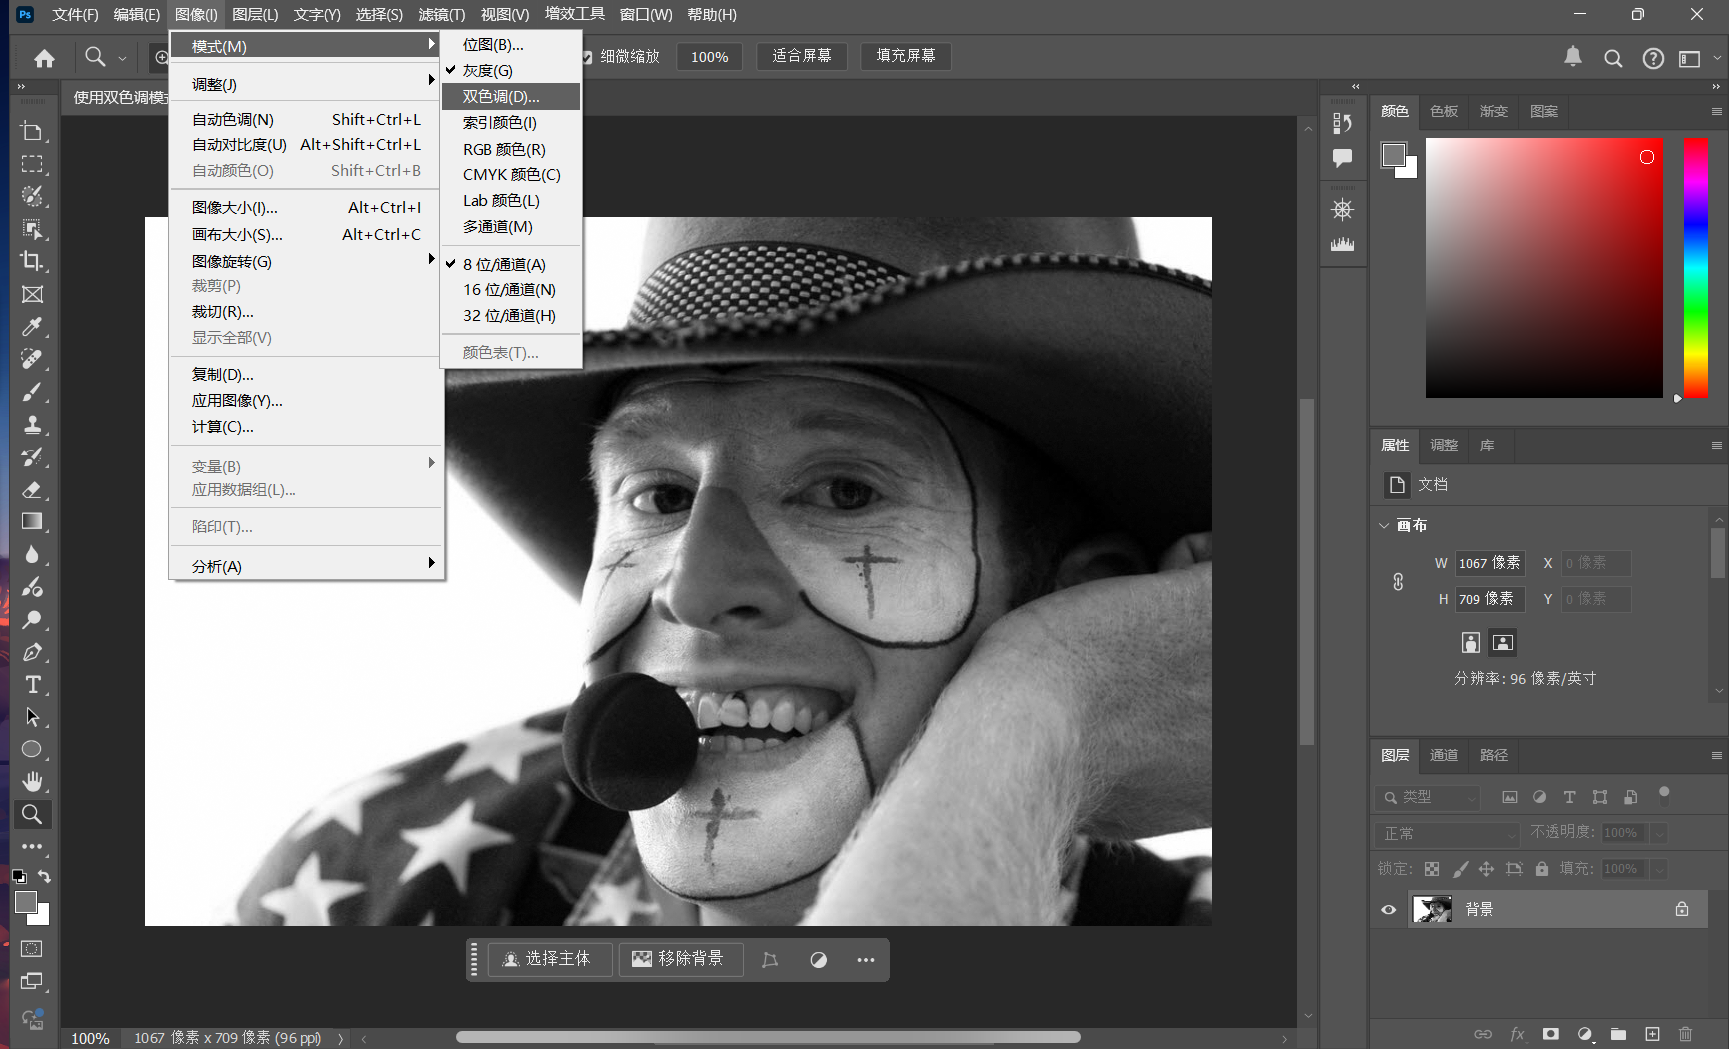 Ps 文件(F) 编辑(E) 图像(I) 图层(L) 文字(Y) 选择(S) 滤镜(T) 视图(V) 增效工具 窗口(W) 帮助(H)
细微缩放 100% 适合屏幕 填充屏幕
使用双色调模式
模式(M)
调整(J)
自动色调(N) Shift+Ctrl+L
自动对比度(U) Alt+Shift+Ctrl+L
自动颜色(O) Shift+Ctrl+B
图像大小(I)... Alt+Ctrl+I
画布大小(S)... Alt+Ctrl+C
图像旋转(G)
裁剪(P)
裁切(R)...
显示全部(V)
复制(D)...
应用图像(Y)...
计算(C)...
变量(B)
应用数据组(L)...
陷印(T)...
分析(A)
位图(B)...
灰度(G)
双色调(D)...
索引颜色(I)
RGB 颜色(R)
CMYK 颜色(C)
Lab 颜色(L)
多通道(M)
8 位/通道(A)
16 位/通道(N)
32 位/通道(H)
颜色表(T)...
颜色 色板 渐变 图案
属性 调整 库
文档
画布
W 1067 像素 X 0 像素
H 709 像素 Y 0 像素
分辨率: 96 像素/英寸
图层 通道 路径
类型
正常 不透明度: 100%
锁定: 填充: 100%
背景
fx
选择主体 移除背景
100% 1067 像素 x 709 像素 (96 ppi)